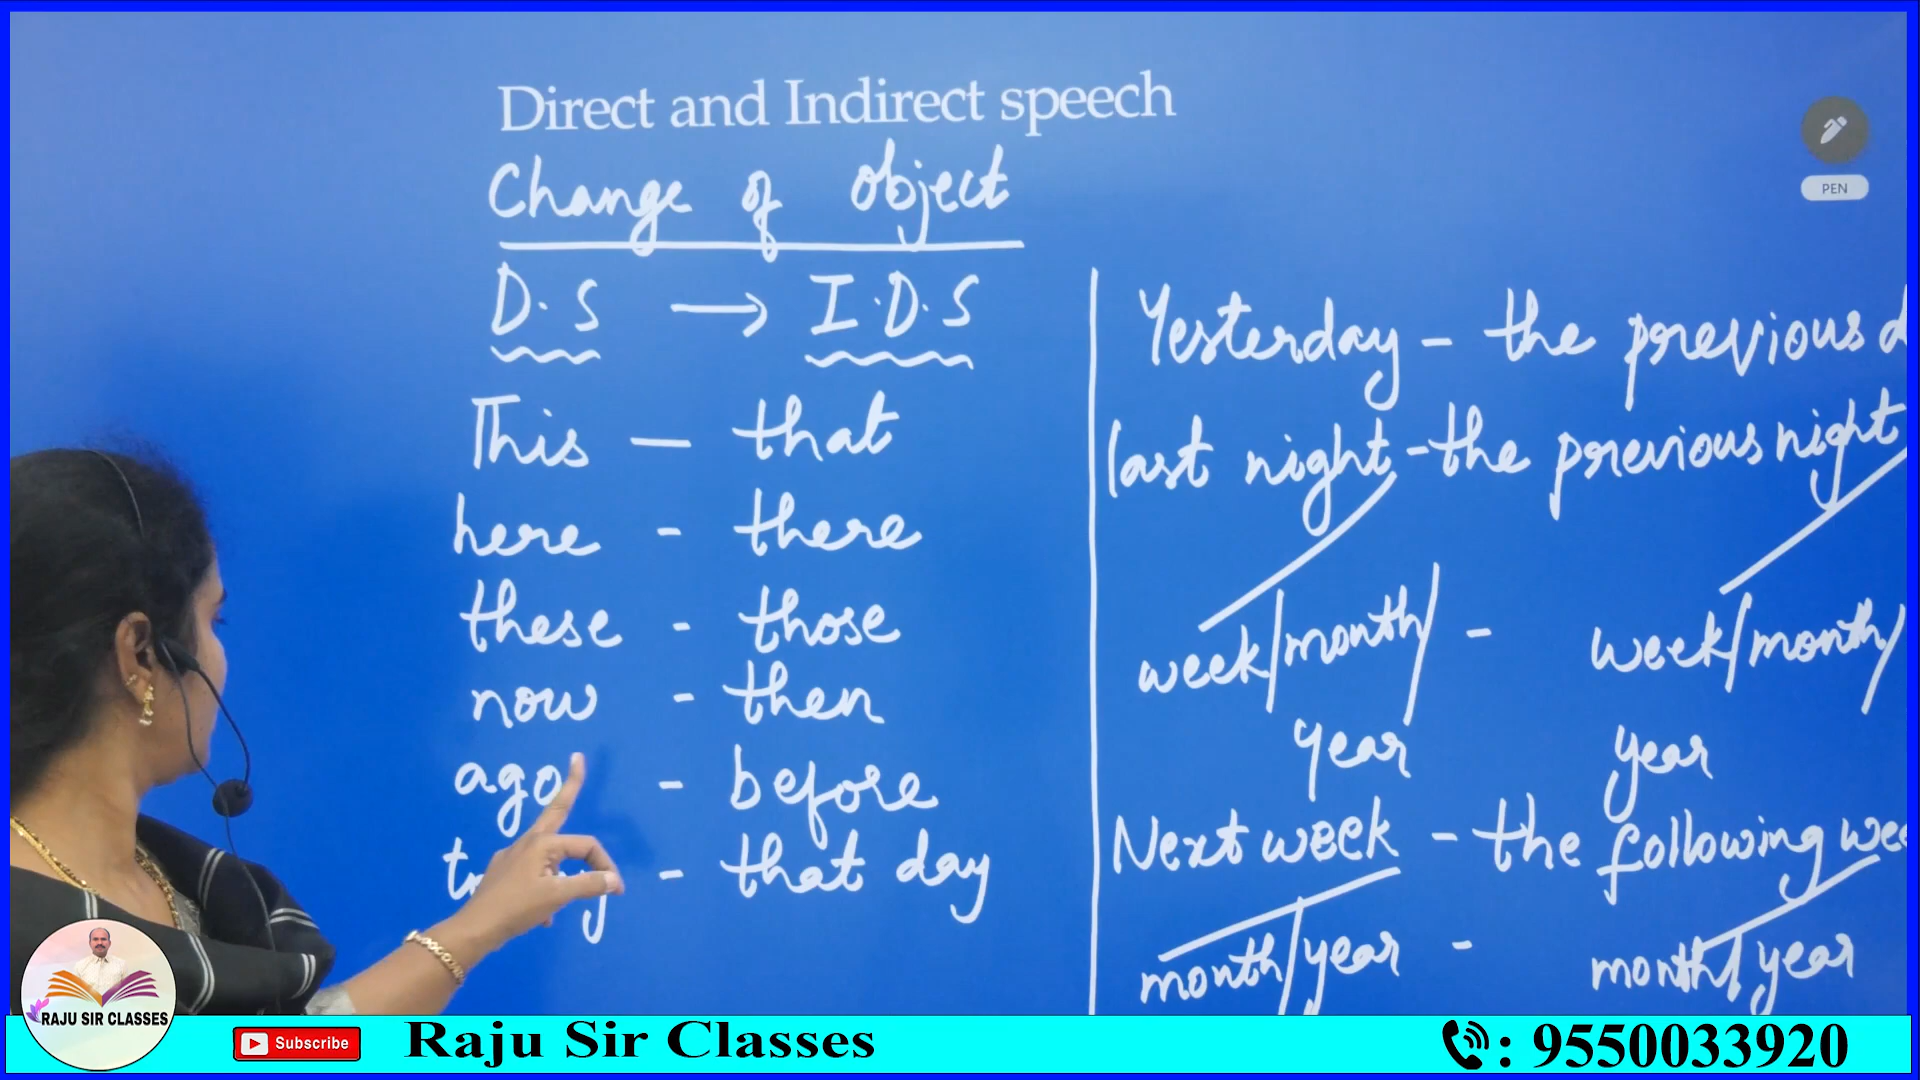 Direct and Indirect speech
Change of object
D.S → I.D.S
This - that
here - there
these - those
now - then
ago - before
- that day
Yesterday - the previous
last night - the previous night
week/month/ - week/month/
year year
Next week - the following
month/year - month/year
PEN
RAJU SIR CLASSES
Subscribe
Raju Sir Classes
: 9550033920